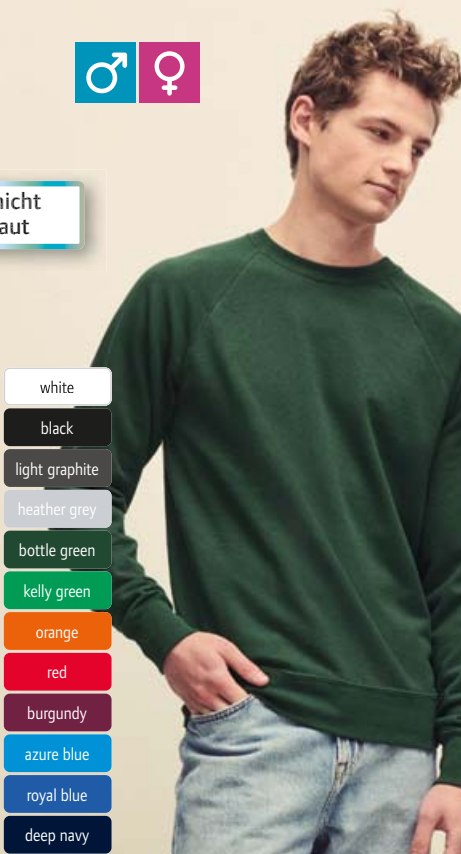 nicht
aut
white
black
light graphite
heather grey
bottle green
kelly green
orange
red
burgundy
azure blue
royal blue
deep navy